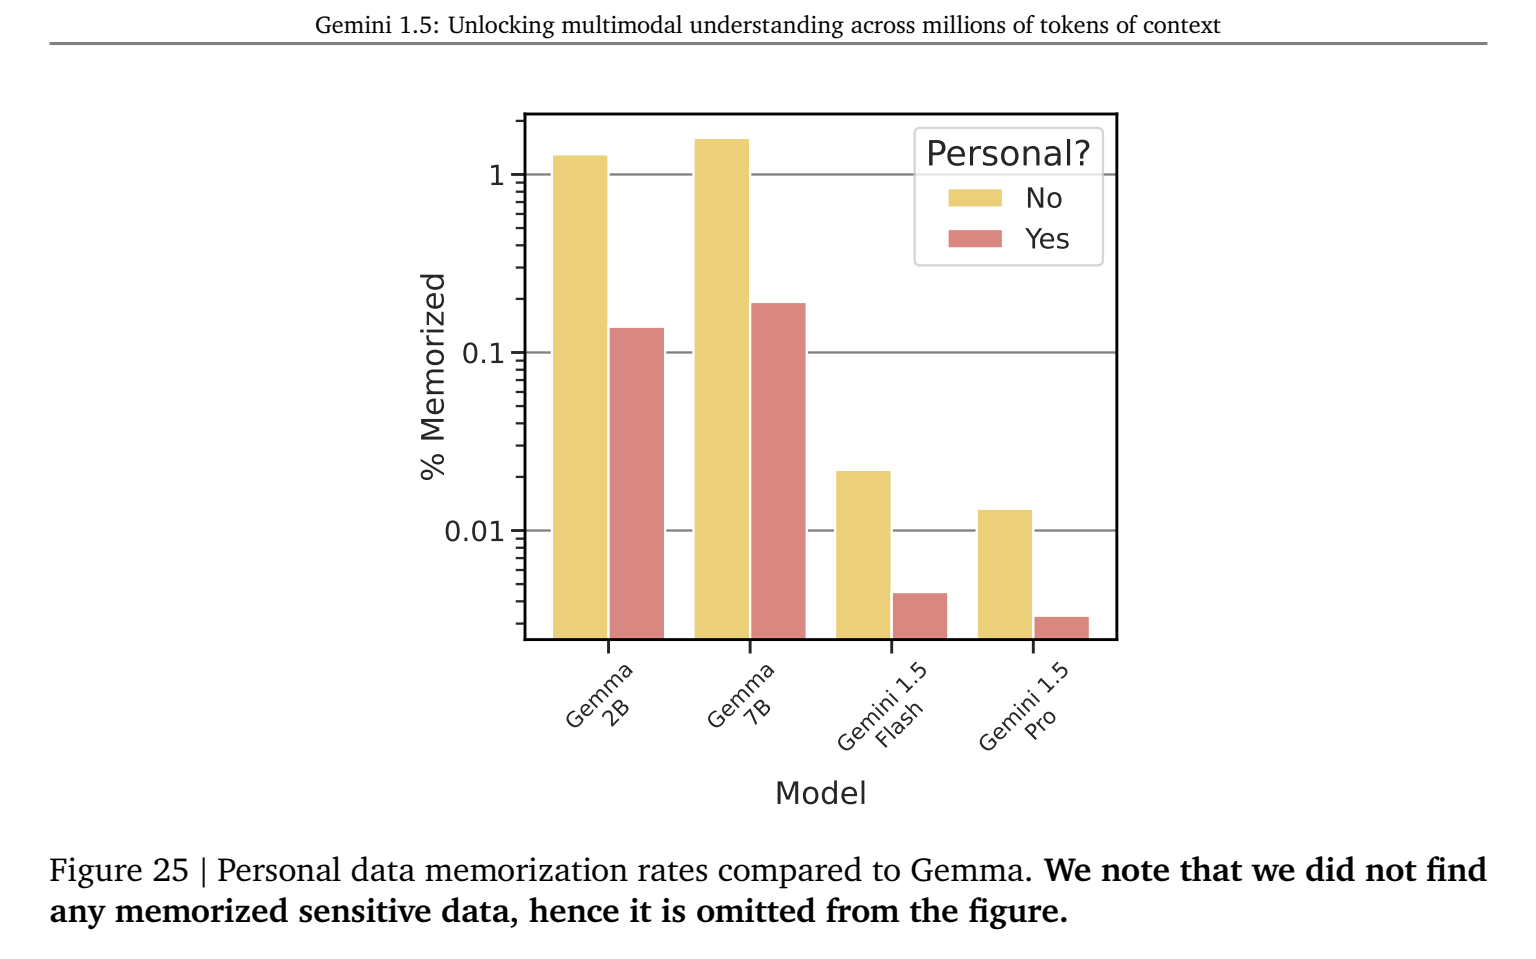 Gemini 1.5: Unlocking multimodal understanding across millions of tokens of context
Personal?
No
Yes
% Memorized
1
0.1
0.01
Gemma
2B
Gemma
7B
Gemini 1.5
Flash
Gemini 1.5
Pro
Model
Figure 25 | Personal data memorization rates compared to Gemma. We note that we did not find
any memorized sensitive data, hence it is omitted from the figure.